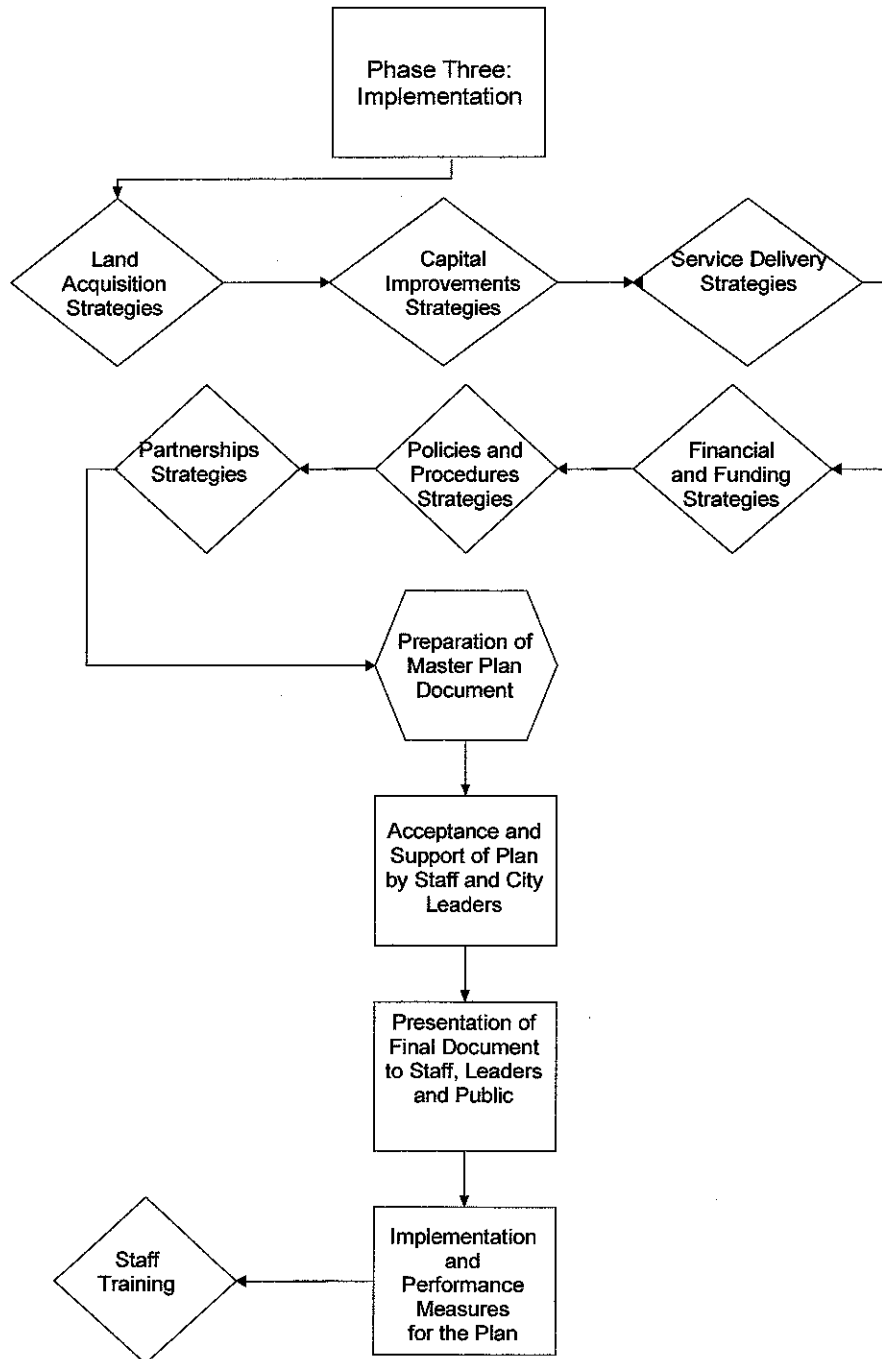 Phase Three:
Implementation
Land
Acquisition
Strategies
Capital
Improvements
Strategies
Service Delivery
Strategies
Partnerships
Strategies
Policies and
Procedures
Strategies
Financial
and Funding
Strategies
Preparation of
Master Plan
Document
Acceptance and
Support of Plan
by Staff and City
Leaders
Presentation of
Final Document
to Staff, Leaders
and Public
Staff
Training
Implementation
and
Performance
Measures
for the Plan